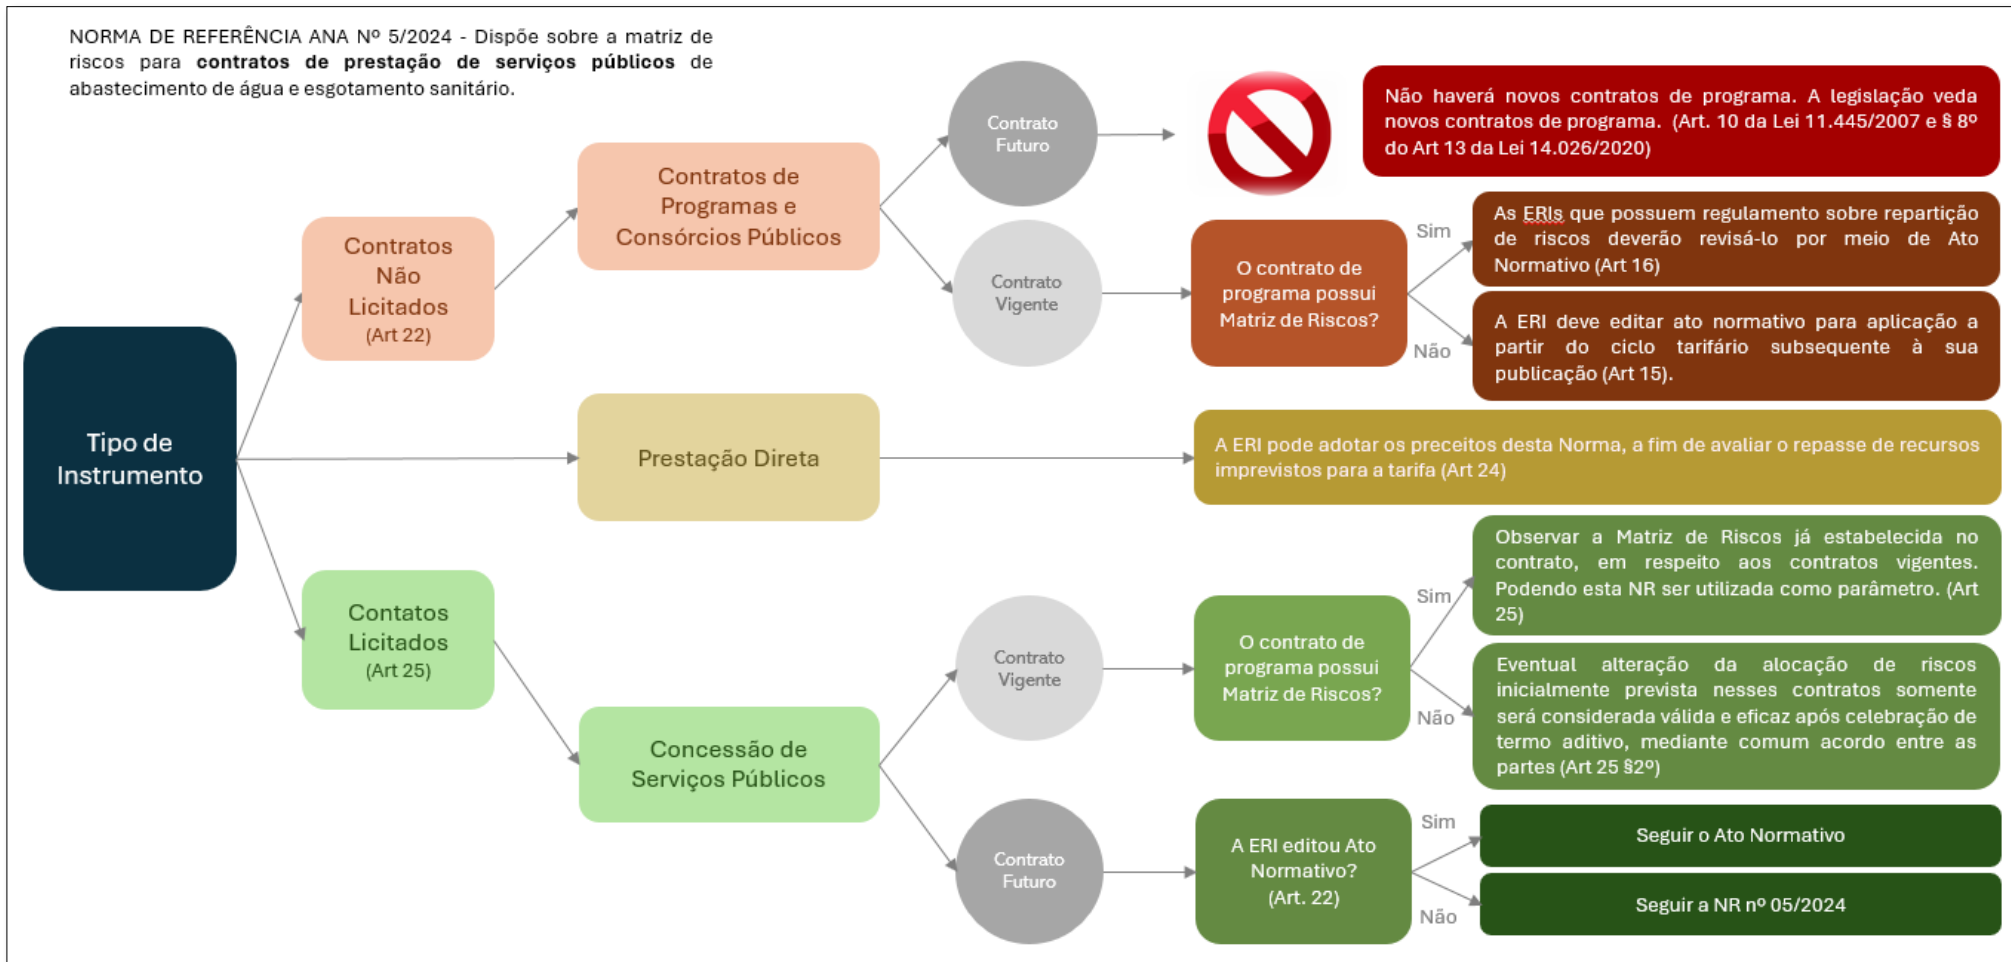 NORMA DE REFERÊNCIA ANA Nº 5/2024 - Dispõe sobre a matriz de
riscos para contratos de prestação de serviços públicos de
abastecimento de água e esgotamento sanitário.
Tipo de
Instrumento
Contratos
Não
Licitados
(Art 22)
Contratos de
Programas e
Consórcios Públicos
Contrato
Futuro
Não haverá novos contratos de programa. A legislação veda
novos contratos de programa. (Art. 10 da Lei 11.445/2007 e § 8º
do Art 13 da Lei 14.026/2020)
Contrato
Vigente
O contrato de
programa possui
Matriz de Riscos?
Sim
As ERIs que possuem regulamento sobre repartição
de riscos deverão revisá-lo por meio de Ato
Normativo (Art 16)
Não
A ERI deve editar ato normativo para aplicação a
partir do ciclo tarifário subsequente à sua
publicação (Art 15).
Prestação Direta
A ERI pode adotar os preceitos desta Norma, a fim de avaliar o repasse de recursos
imprevistos para a tarifa (Art 24)
Contatos
Licitados
(Art 25)
Concessão de
Serviços Públicos
Contrato
Vigente
O contrato de
programa possui
Matriz de Riscos?
Sim
Observar a Matriz de Riscos já estabelecida no
contrato, em respeito aos contratos vigentes.
Podendo esta NR ser utilizada como parâmetro. (Art
25)
Não
Eventual alteração da alocação de riscos
inicialmente prevista nesses contratos somente
será considerada válida e eficaz após celebração de
termo aditivo, mediante comum acordo entre as
partes (Art 25 §2º)
Contrato
Futuro
A ERI editou Ato
Normativo?
(Art. 22)
Sim
Seguir o Ato Normativo
Não
Seguir a NR nº 05/2024